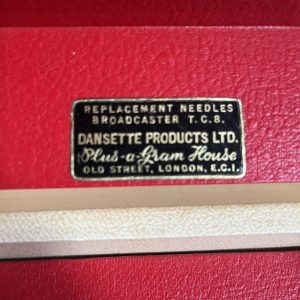 REPLACEMENT NEEDLES
BROADCASTER T.C.8.
DANSETTE PRODUCTS LTD.
Plus-a-Gram House
OLD STREET, LONDON, E.C.1.